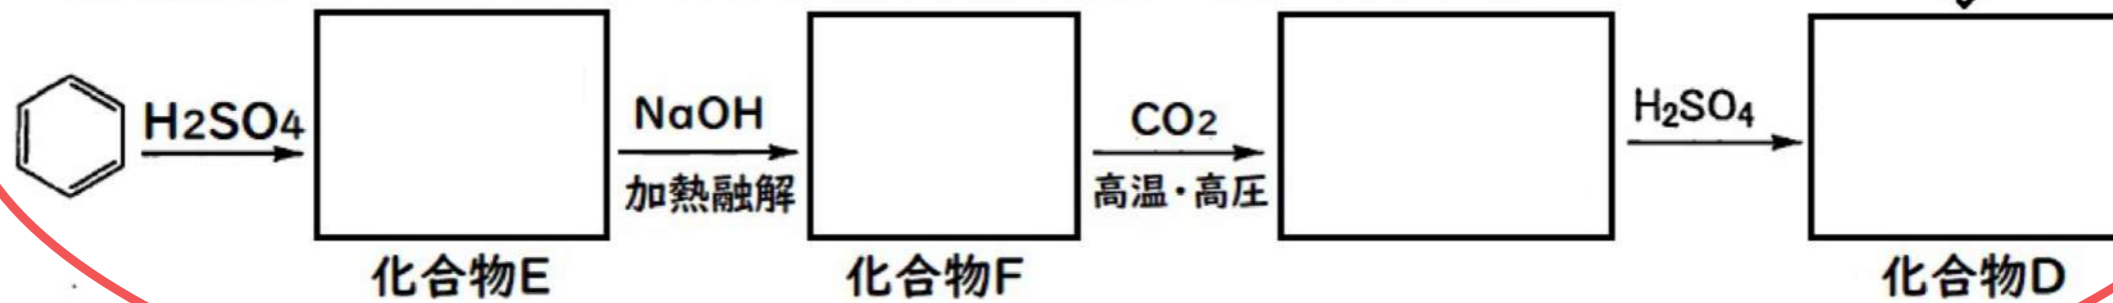 H2SO4
NaOH
加熱融解
CO2
高温・高圧
H2SO4
化合物E
化合物F
化合物D